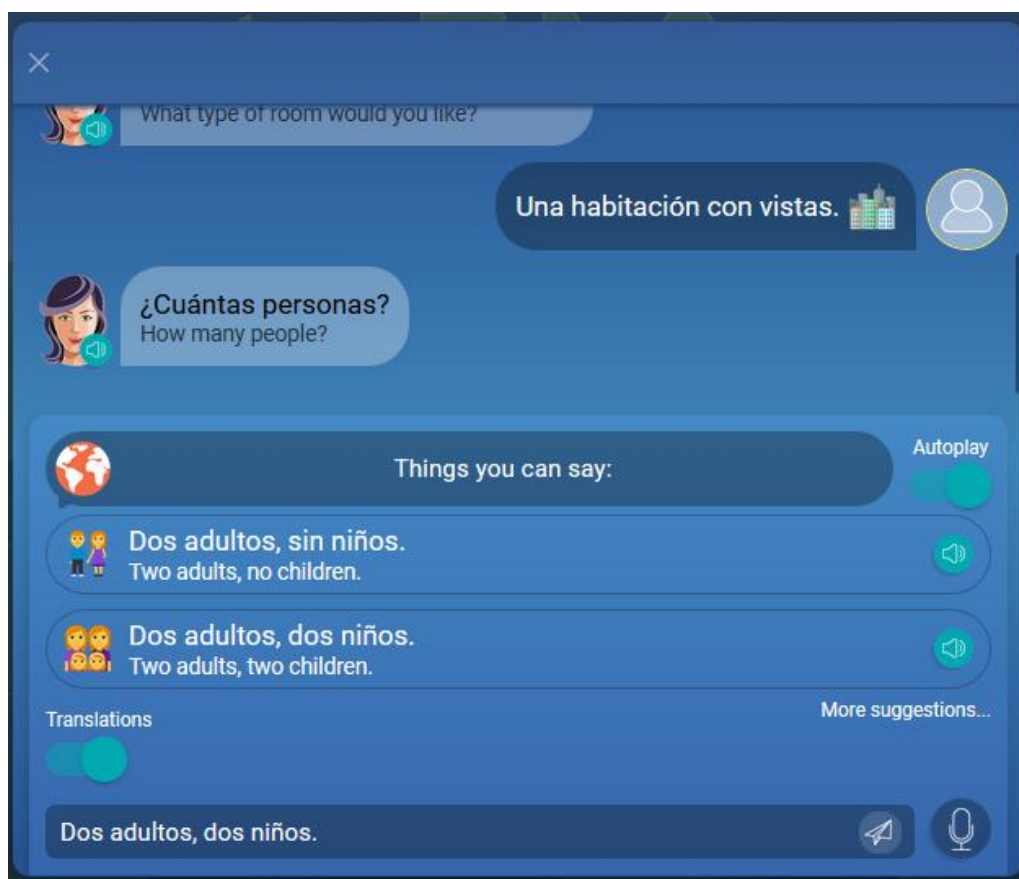 What type of room would you like?
Una habitación con vistas.
¿Cuántas personas?
How many people?
Things you can say:
Autoplay
Dos adultos, sin niños.
Two adults, no children.
Dos adultos, dos niños.
Two adults, two children.
More suggestions...
Translations
Dos adultos, dos niños.